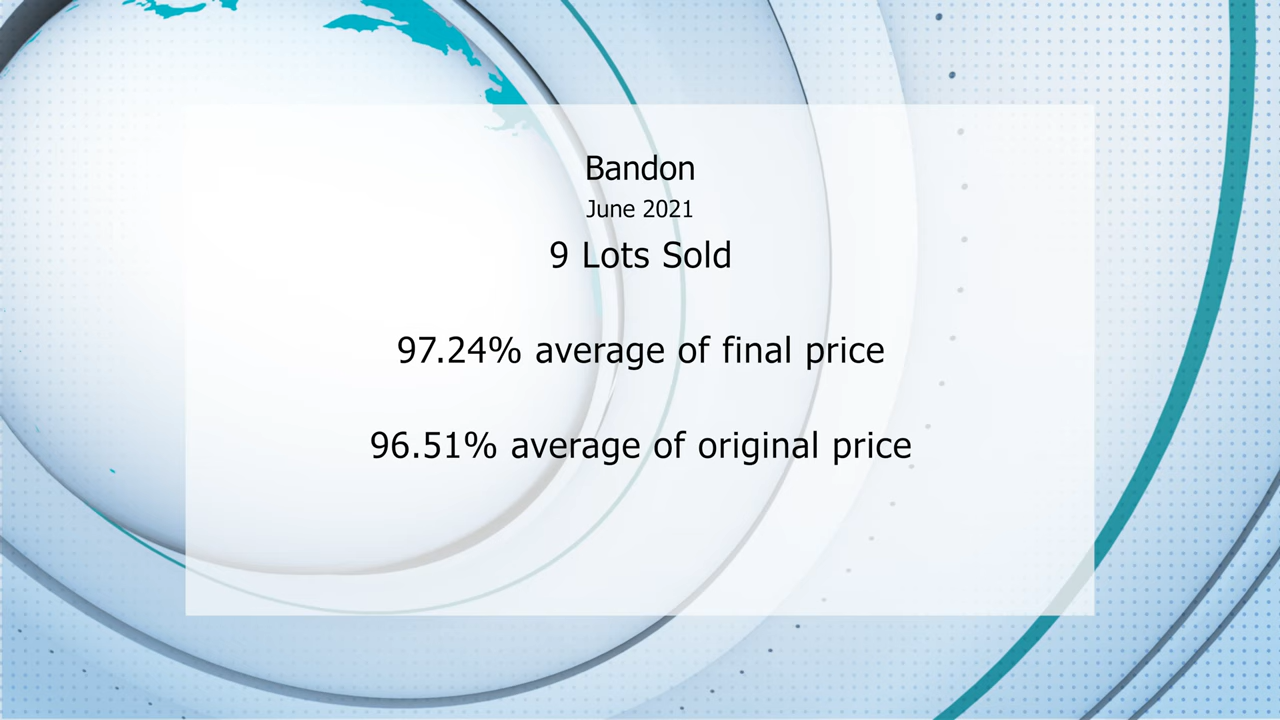 Bandon
June 2021
9 Lots Sold
97.24% average of final price
96.51% average of original price